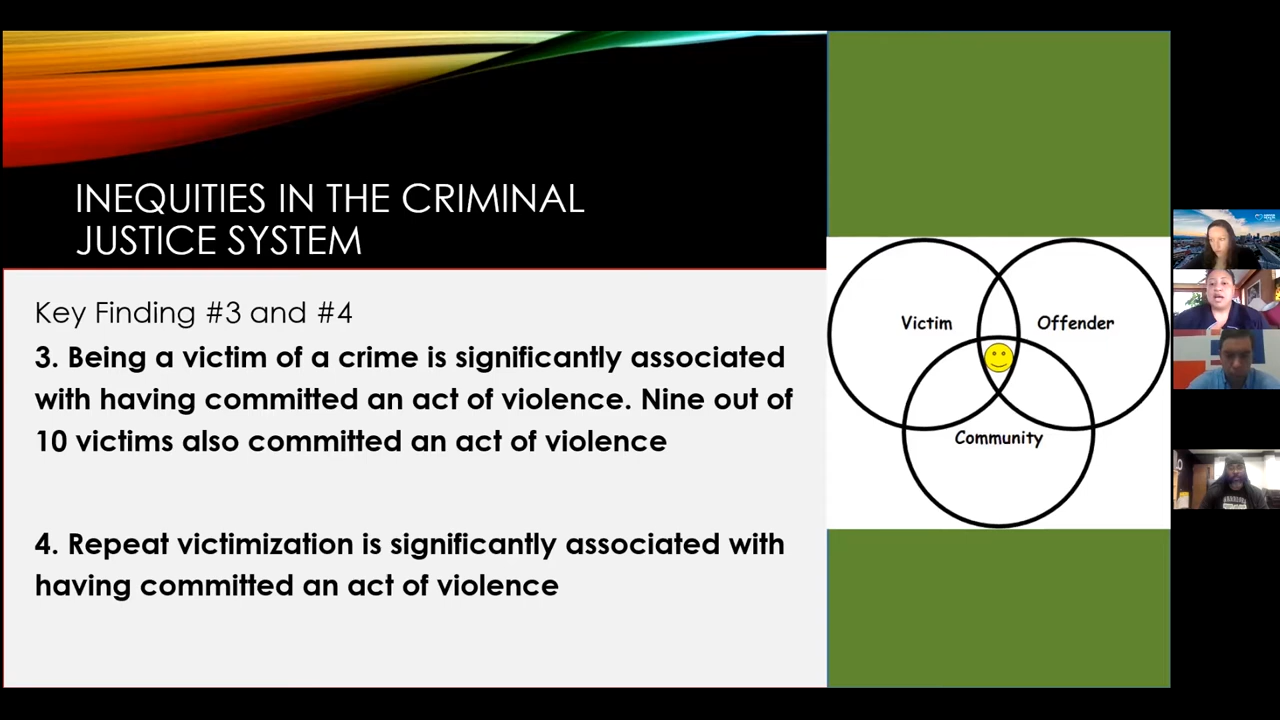 INEQUITIES IN THE CRIMINAL
JUSTICE SYSTEM
Key Finding #3 and #4
3. Being a victim of a crime is significantly associated
with having committed an act of violence. Nine out of
10 victims also committed an act of violence
4. Repeat victimization is significantly associated with
having committed an act of violence
Victim
Offender
Community